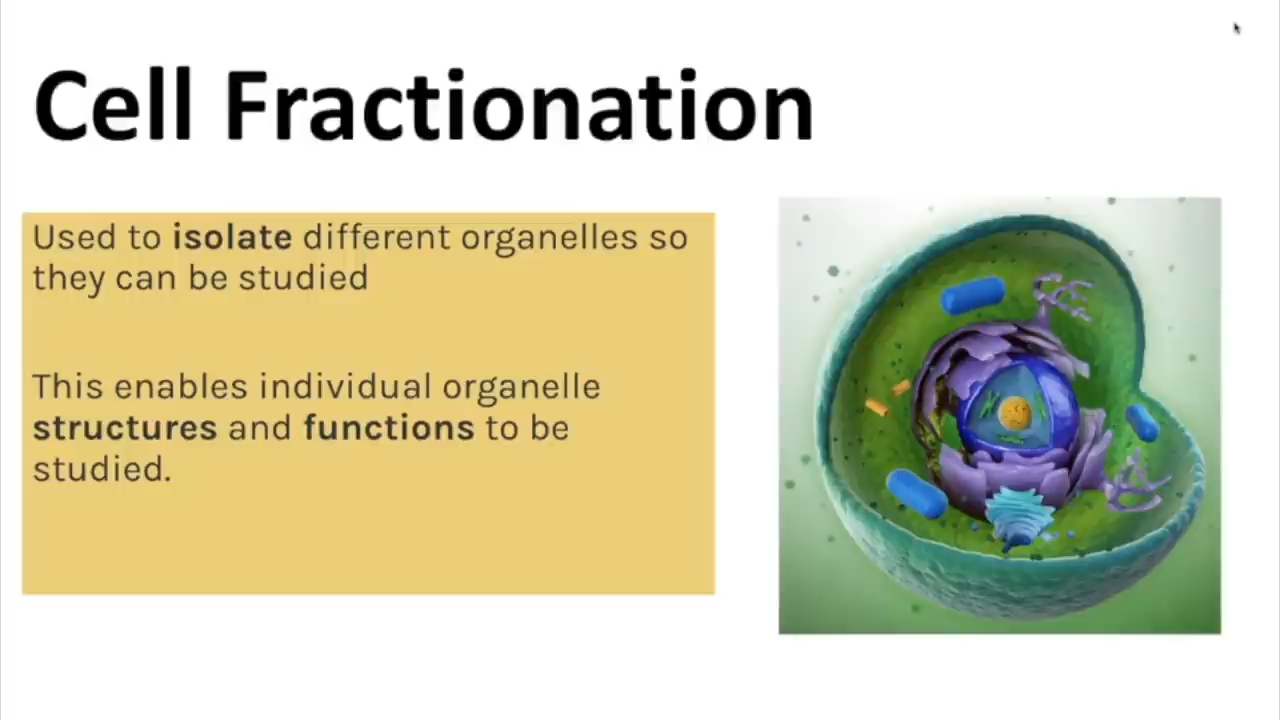 Cell Fractionation
Used to isolate different organelles so
they can be studied
This enables individual organelle
structures and functions to be
studied.